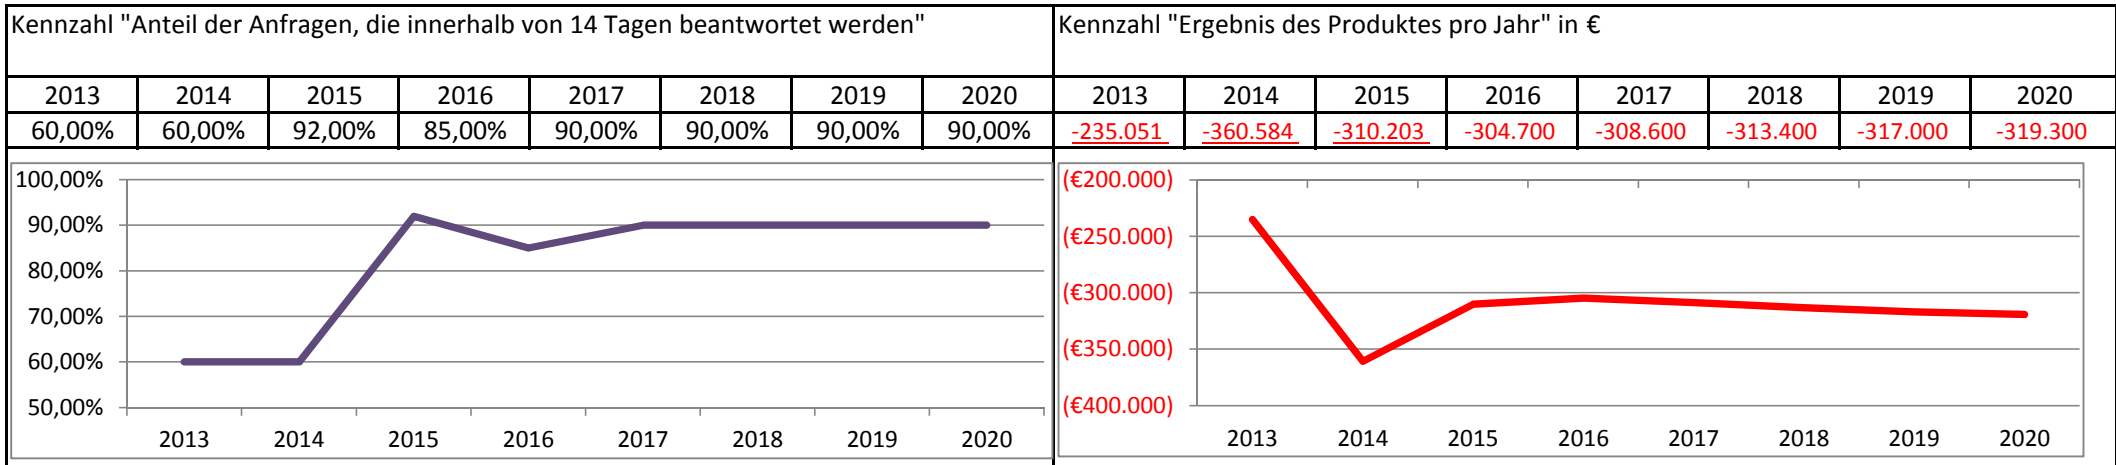 Kennzahl "Anteil der Anfragen, die innerhalb von 14 Tagen beantwortet werden"
2013 2014 2015 2016 2017 2018 2019 2020
60,00% 60,00% 92,00% 85,00% 90,00% 90,00% 90,00% 90,00%
100,00%
90,00%
80,00%
70,00%
60,00%
50,00%
2013 2014 2015 2016 2017 2018 2019 2020
Kennzahl "Ergebnis des Produktes pro Jahr" in €
2013 2014 2015 2016 2017 2018 2019 2020
-235.051 -360.584 -310.203 -304.700 -308.600 -313.400 -317.000 -319.300
(€200.000)
(€250.000)
(€300.000)
(€350.000)
(€400.000)
2013 2014 2015 2016 2017 2018 2019 2020